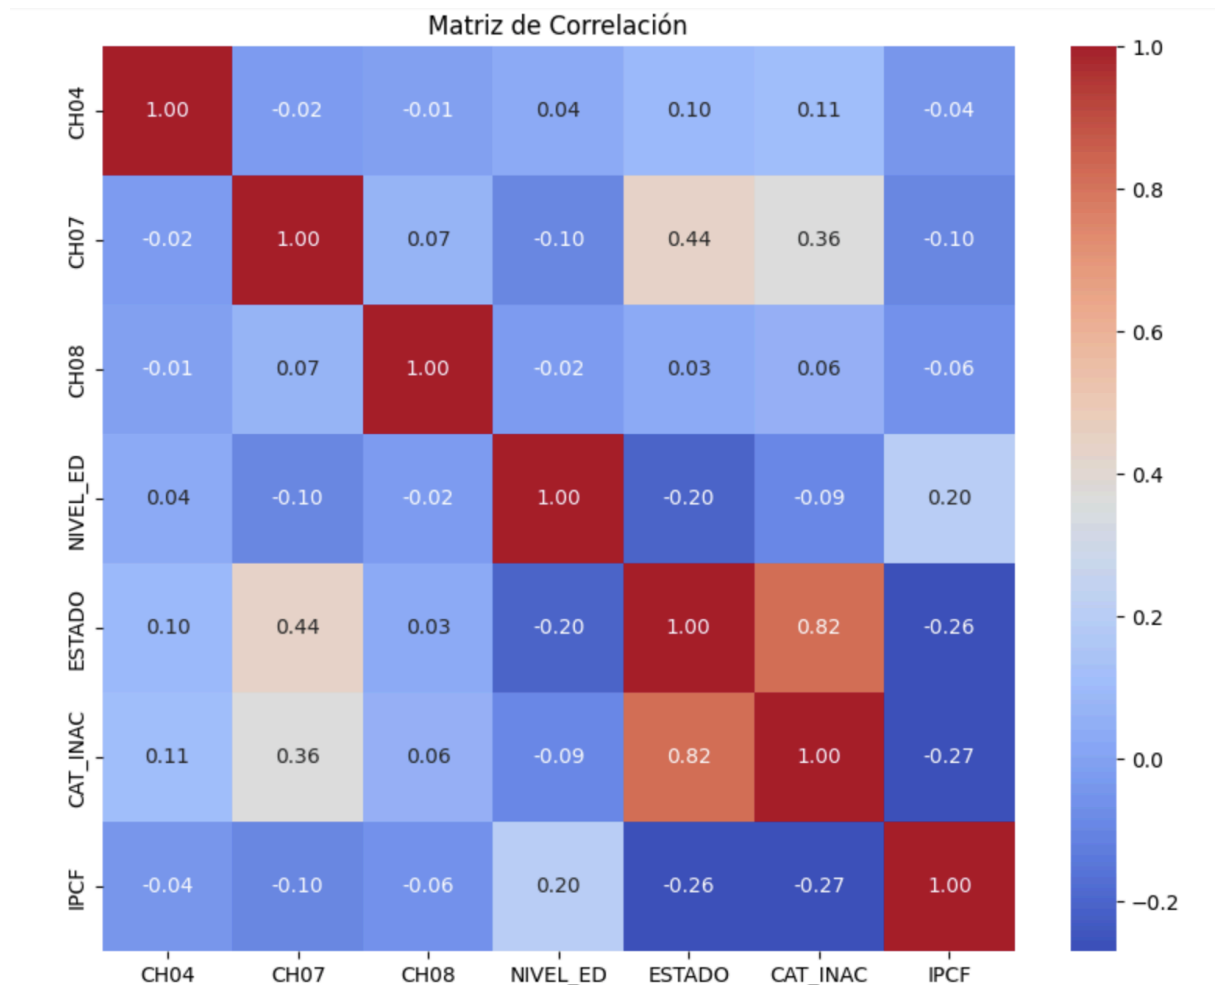 Matriz de Correlación
CH04 1.00 -0.02 -0.01 0.04 0.10 0.11 -0.04
CH07 -0.02 1.00 0.07 -0.10 0.44 0.36 -0.10
CH08 -0.01 0.07 1.00 -0.02 0.03 0.06 -0.06
NIVEL_ED 0.04 -0.10 -0.02 1.00 -0.20 -0.09 0.20
ESTADO 0.10 0.44 0.03 -0.20 1.00 0.82 -0.26
CAT_INAC 0.11 0.36 0.06 -0.09 0.82 1.00 -0.27
IPCF -0.04 -0.10 -0.06 0.20 -0.26 -0.27 1.00
CH04 CH07 CH08 NIVEL_ED ESTADO CAT_INAC IPCF
1.0
0.8
0.6
0.4
0.2
0.0
−0.2